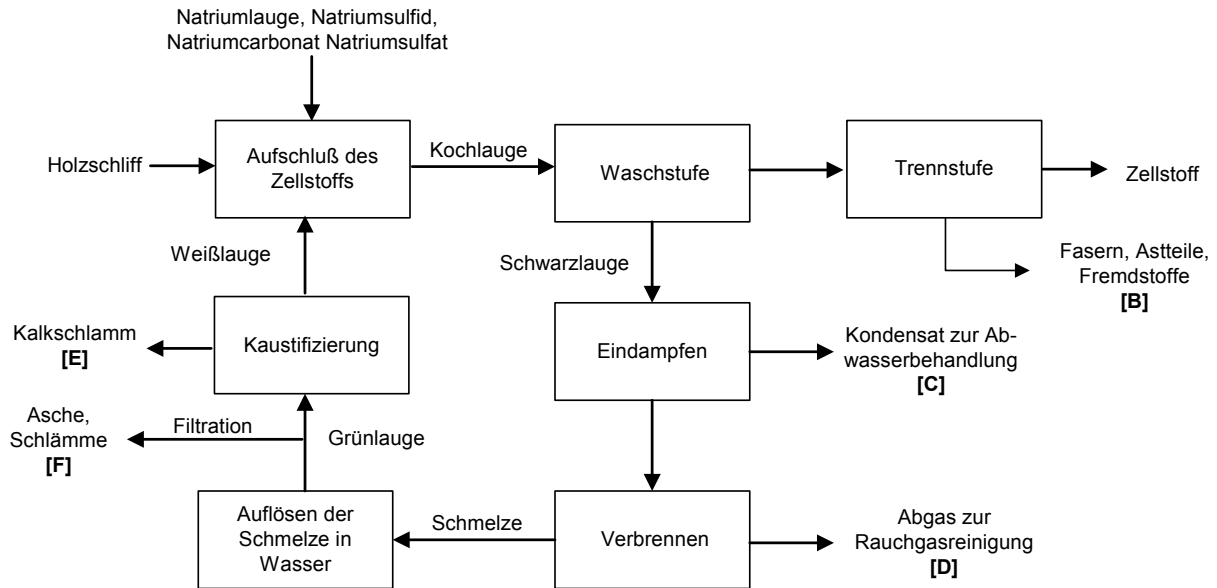 Natriumlauge, Natriumsulfid,
Natriumcarbonat Natriumsulfat
Holzschliff
Aufschluß des
Zellstoffs
Kochlauge
Waschstufe
Trennstufe
Zellstoff
Fasern, Astteile,
Fremdstoffe
[B]
Weißlauge
Schwarzlauge
Kalkschlamm
[E]
Kaustifizierung
Eindampfen
Kondensat zur Ab-
wasserbehandlung
[C]
Asche,
Schlämme
[F]
Filtration
Grünlauge
Auflösen der
Schmelze in
Wasser
Schmelze
Verbrennen
Abgas zur
Rauchgasreinigung
[D]